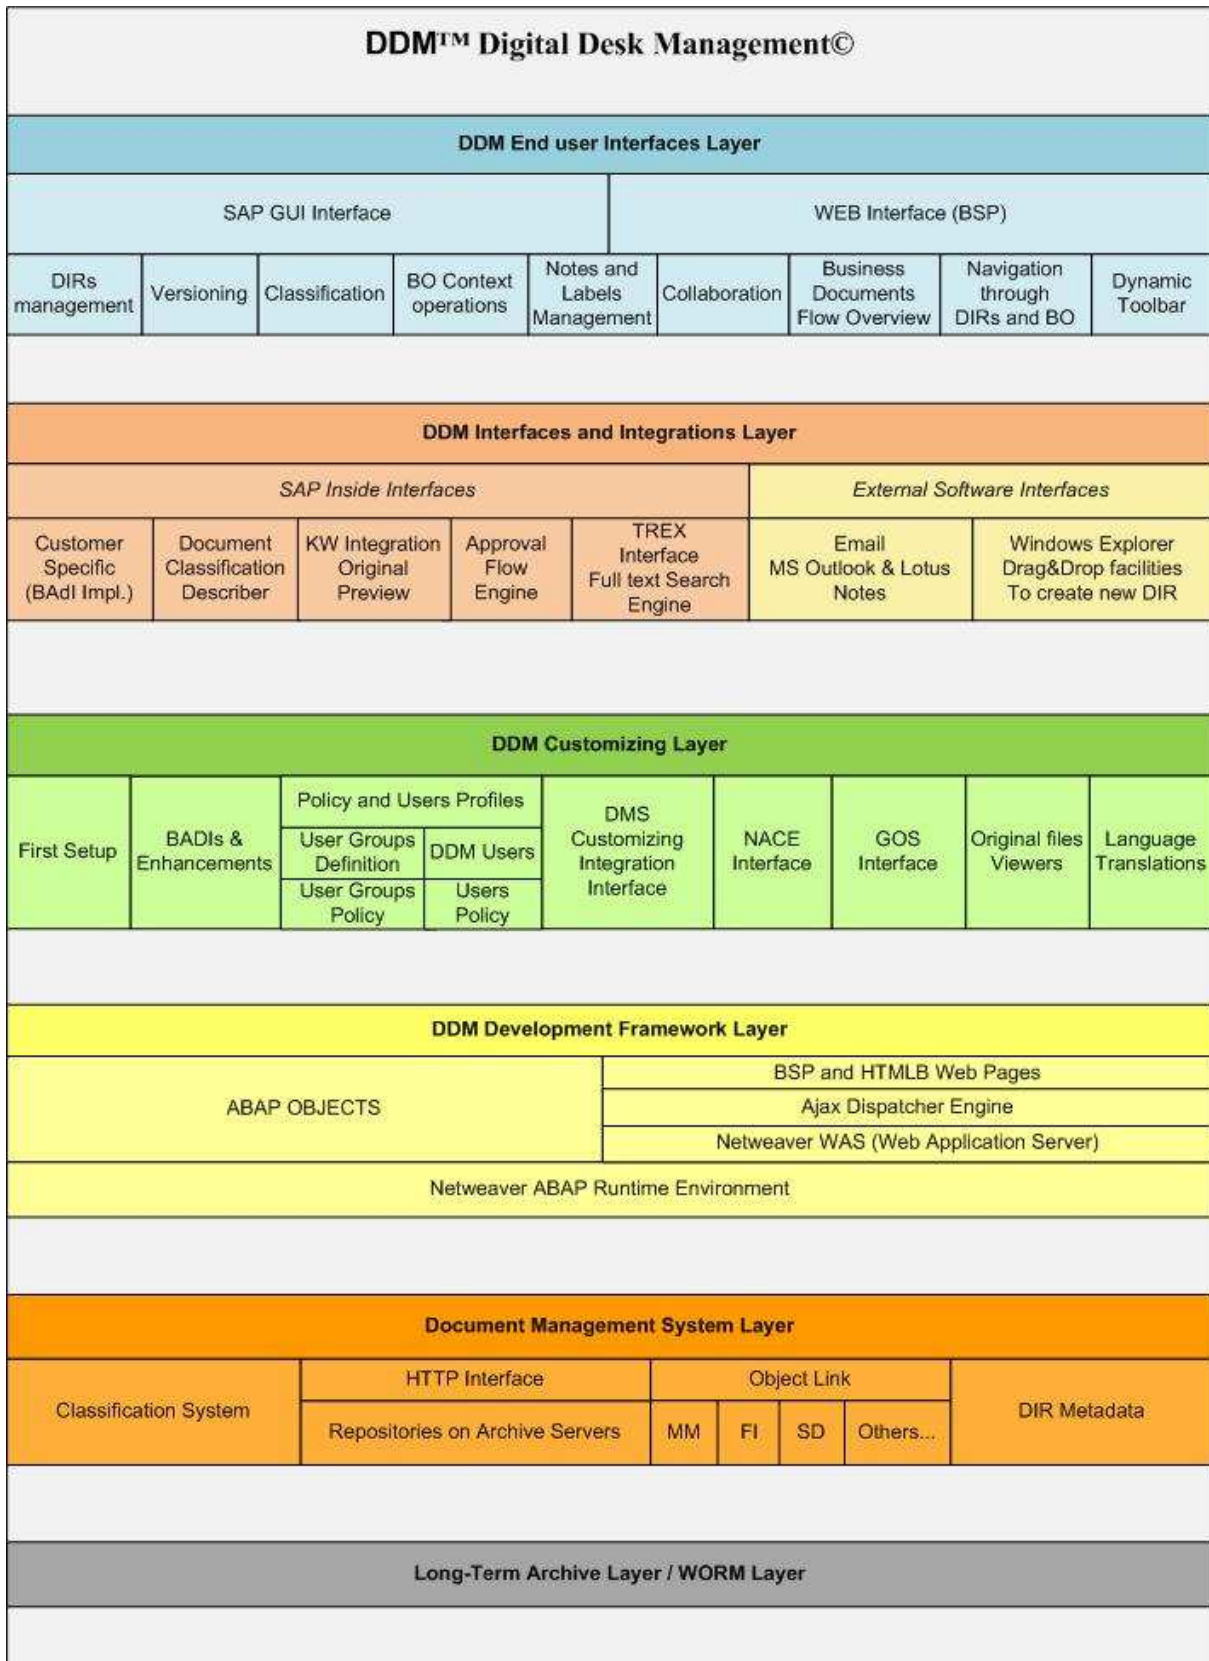 DDM™ Digital Desk Management©
DDM End user Interfaces Layer
SAP GUI Interface
WEB Interface (BSP)
DIRs
management
Versioning
Classification
BO Context
operations
Notes and
Labels
Management
Collaboration
Business
Documents
Flow Overview
Navigation
through
DIRs and BO
Dynamic
Toolbar
DDM Interfaces and Integrations Layer
SAP Inside Interfaces
External Software Interfaces
Customer
Specific
(BAdI Impl.)
Document
Classification
Describer
KW Integration
Original
Preview
Approval
Flow
Engine
TREX
Interface
Full text Search
Engine
Email
MS Outlook & Lotus
Notes
Windows Explorer
Drag&Drop facilities
To create new DIR
DDM Customizing Layer
First Setup
BADIs &
Enhancements
Policy and Users Profiles
User Groups
Definition
DDM Users
User Groups
Policy
Users
Policy
DMS
Customizing
Integration
Interface
NACE
Interface
GOS
Interface
Original files
Viewers
Language
Translations
DDM Development Framework Layer
ABAP OBJECTS
BSP and HTMLB Web Pages
Ajax Dispatcher Engine
Netweaver WAS (Web Application Server)
Netweaver ABAP Runtime Environment
Document Management System Layer
Classification System
HTTP Interface
Repositories on Archive Servers
Object Link
MM
FI
SD
Others...
DIR Metadata
Long-Term Archive Layer / WORM Layer